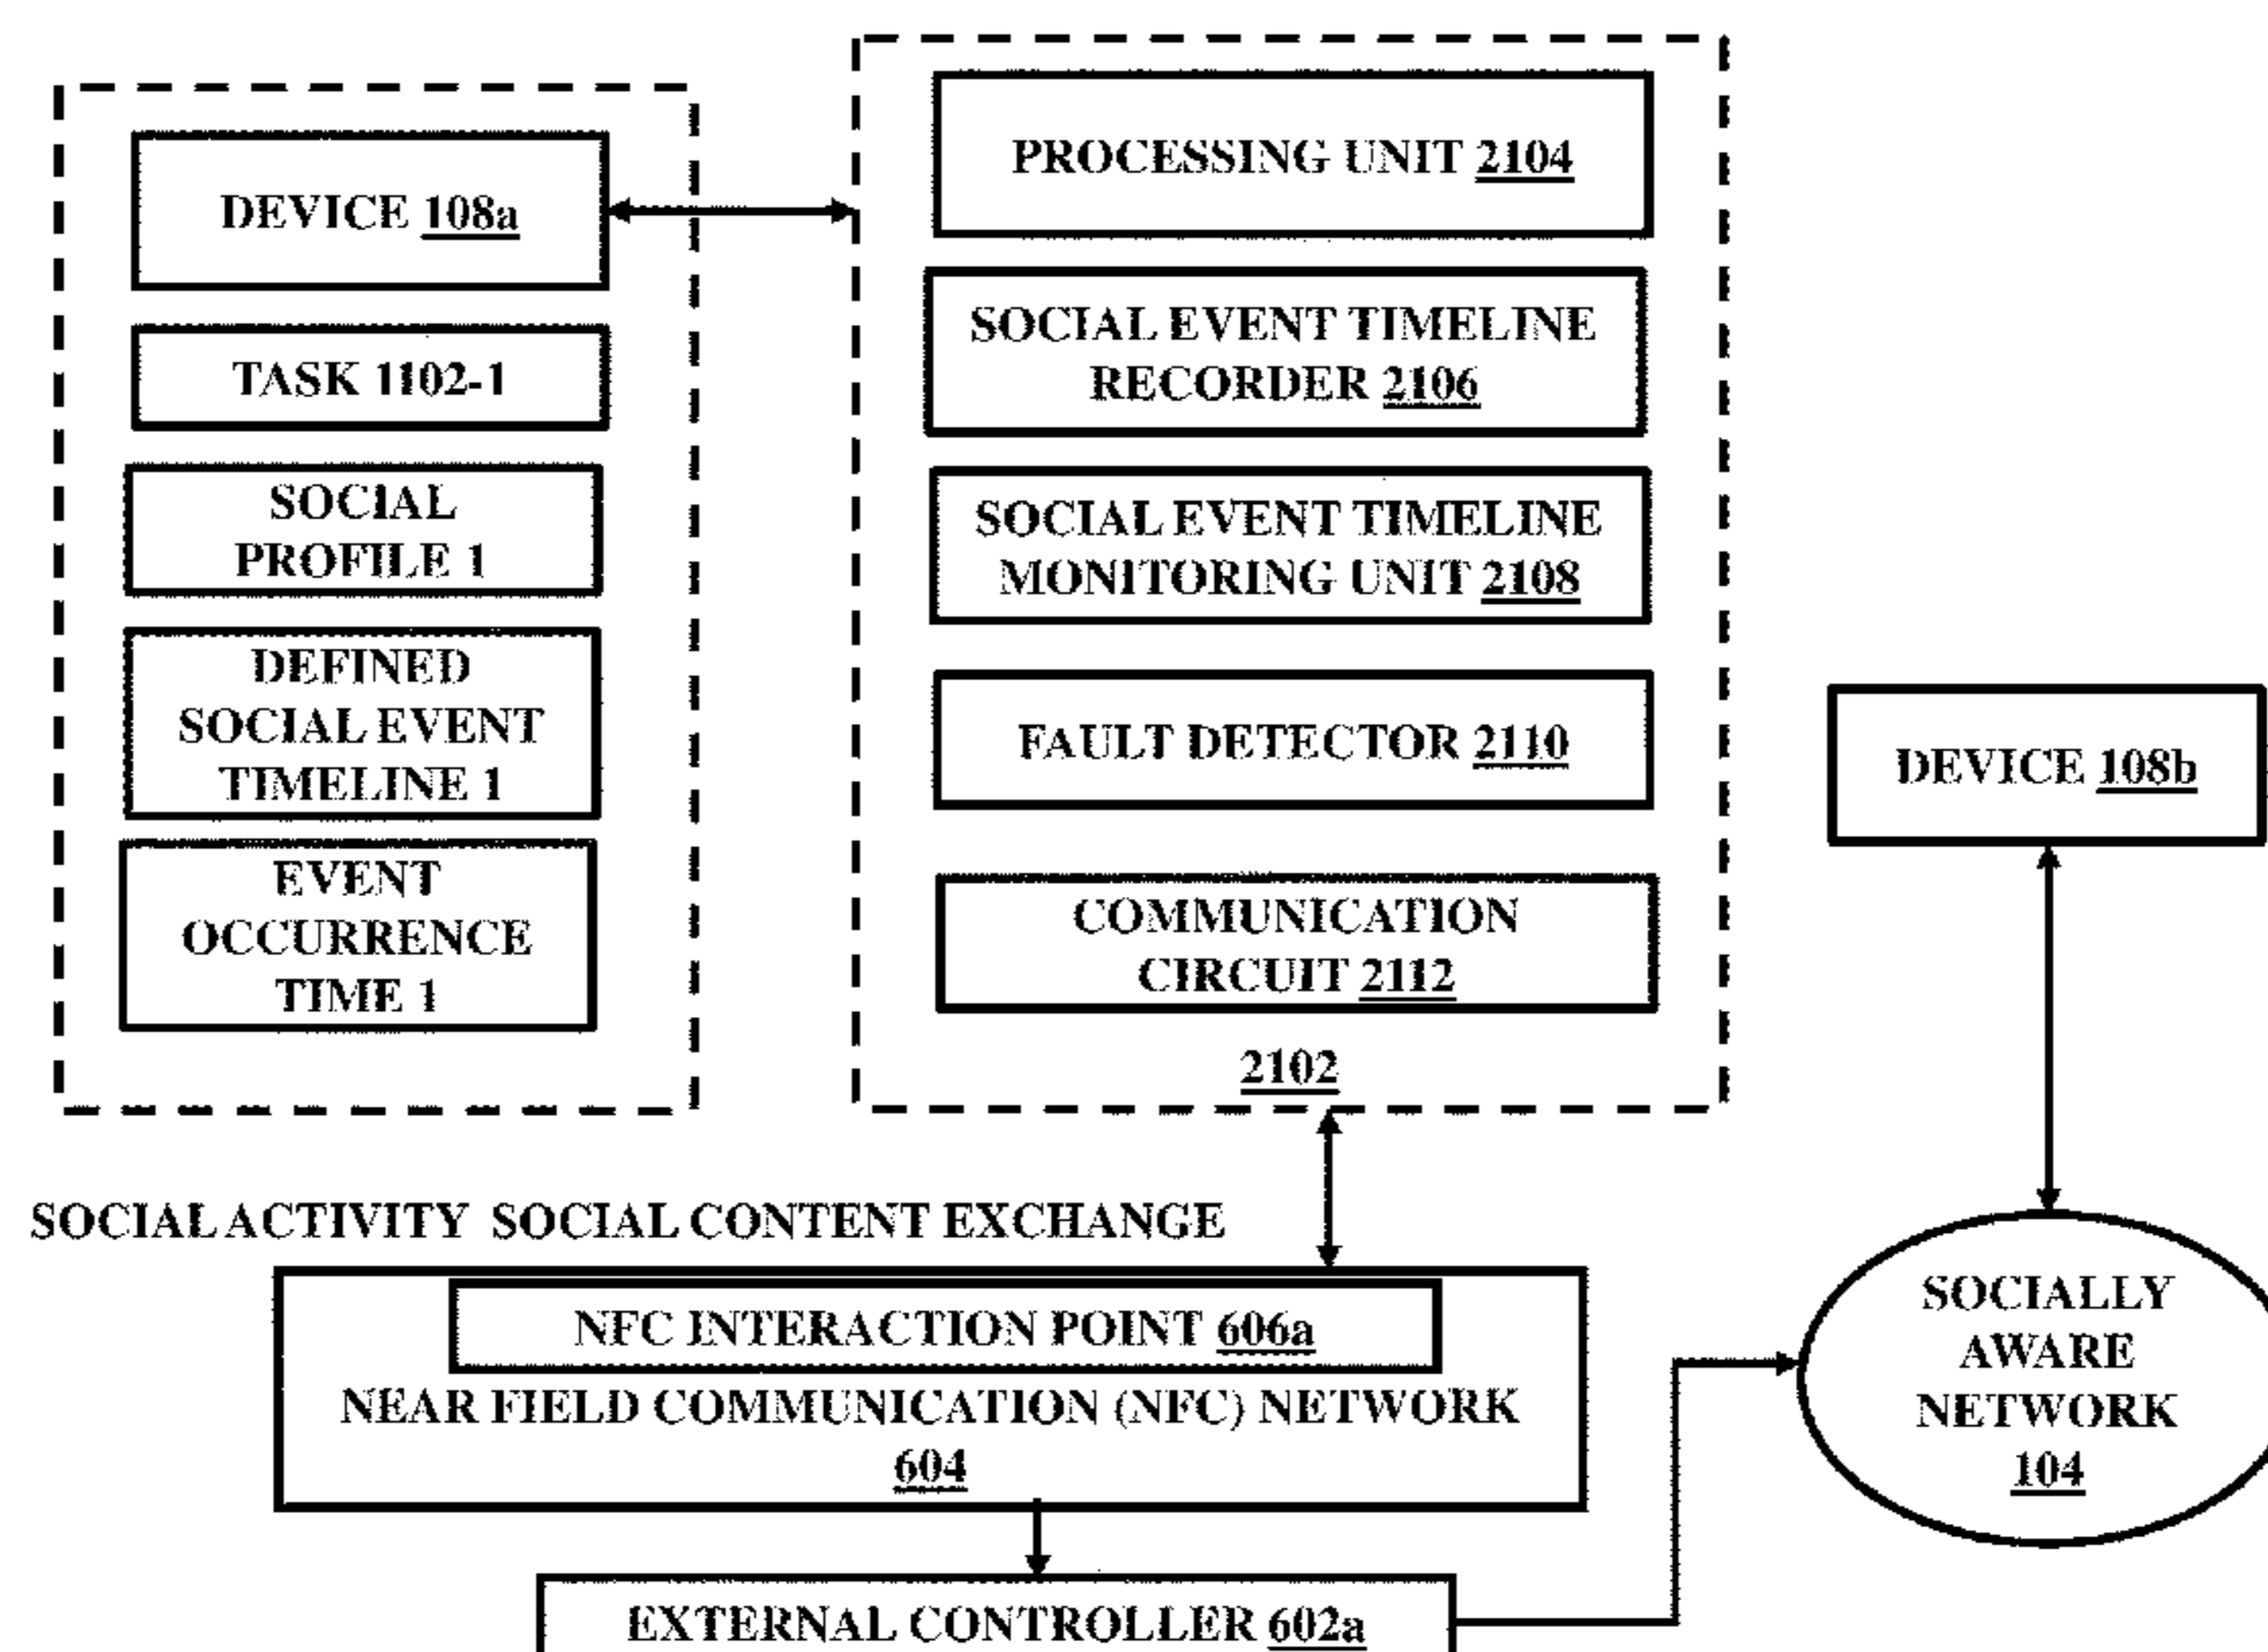 DEVICE 108a
TASK 1102-1
SOCIAL
PROFILE 1
DEFINED
SOCIAL EVENT
TIMELINE 1
EVENT
OCCURRENCE
TIME 1
PROCESSING UNIT 2104
SOCIAL EVENT TIMELINE
RECORDER 2106
SOCIAL EVENT TIMELINE
MONITORING UNIT 2108
FAULT DETECTOR 2110
COMMUNICATION
CIRCUIT 2112
2102
DEVICE 108b
SOCIAL ACTIVITY SOCIAL CONTENT EXCHANGE
NFC INTERACTION POINT 606a
NEAR FIELD COMMUNICATION (NFC) NETWORK
604
SOCIALLY
AWARE
NETWORK
104
EXTERNAL CONTROLLER 602a